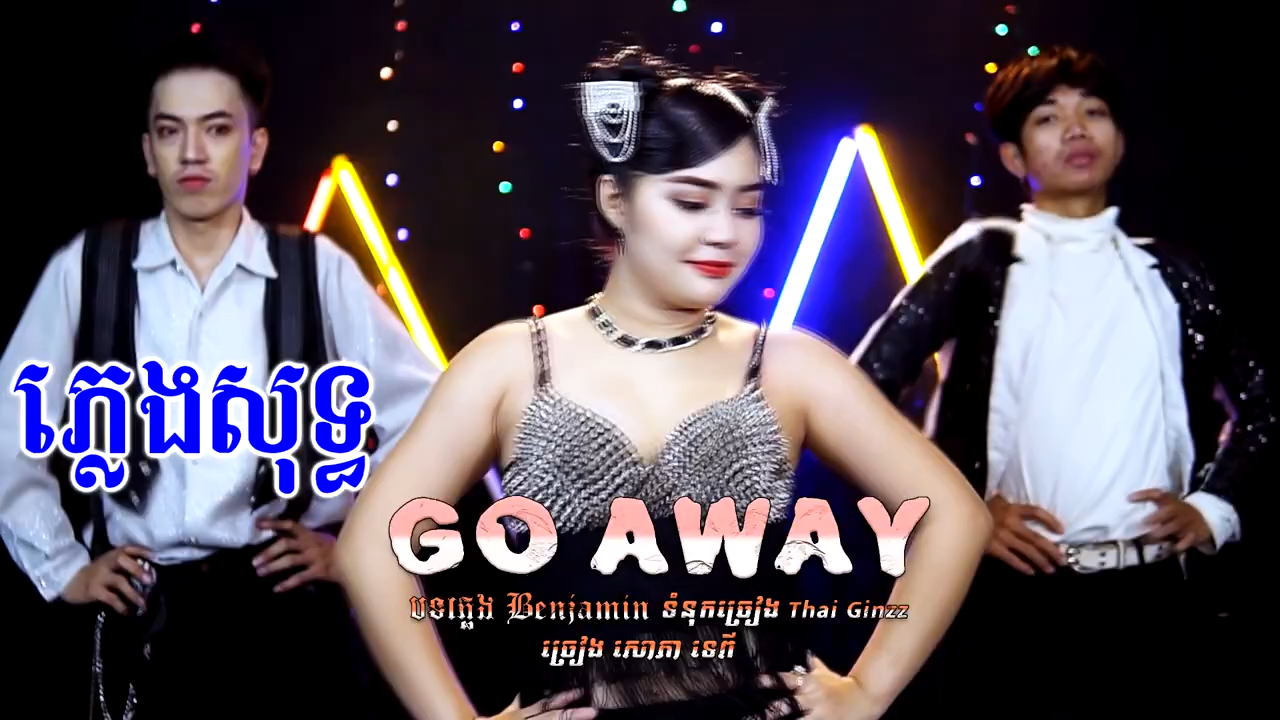 ភ្លេងសុទ្ធ
GO AWAY
បទភ្លេង Benjamin ទំនុកច្រៀង Thai Ginzz
ច្រៀង សោភា ទេពី